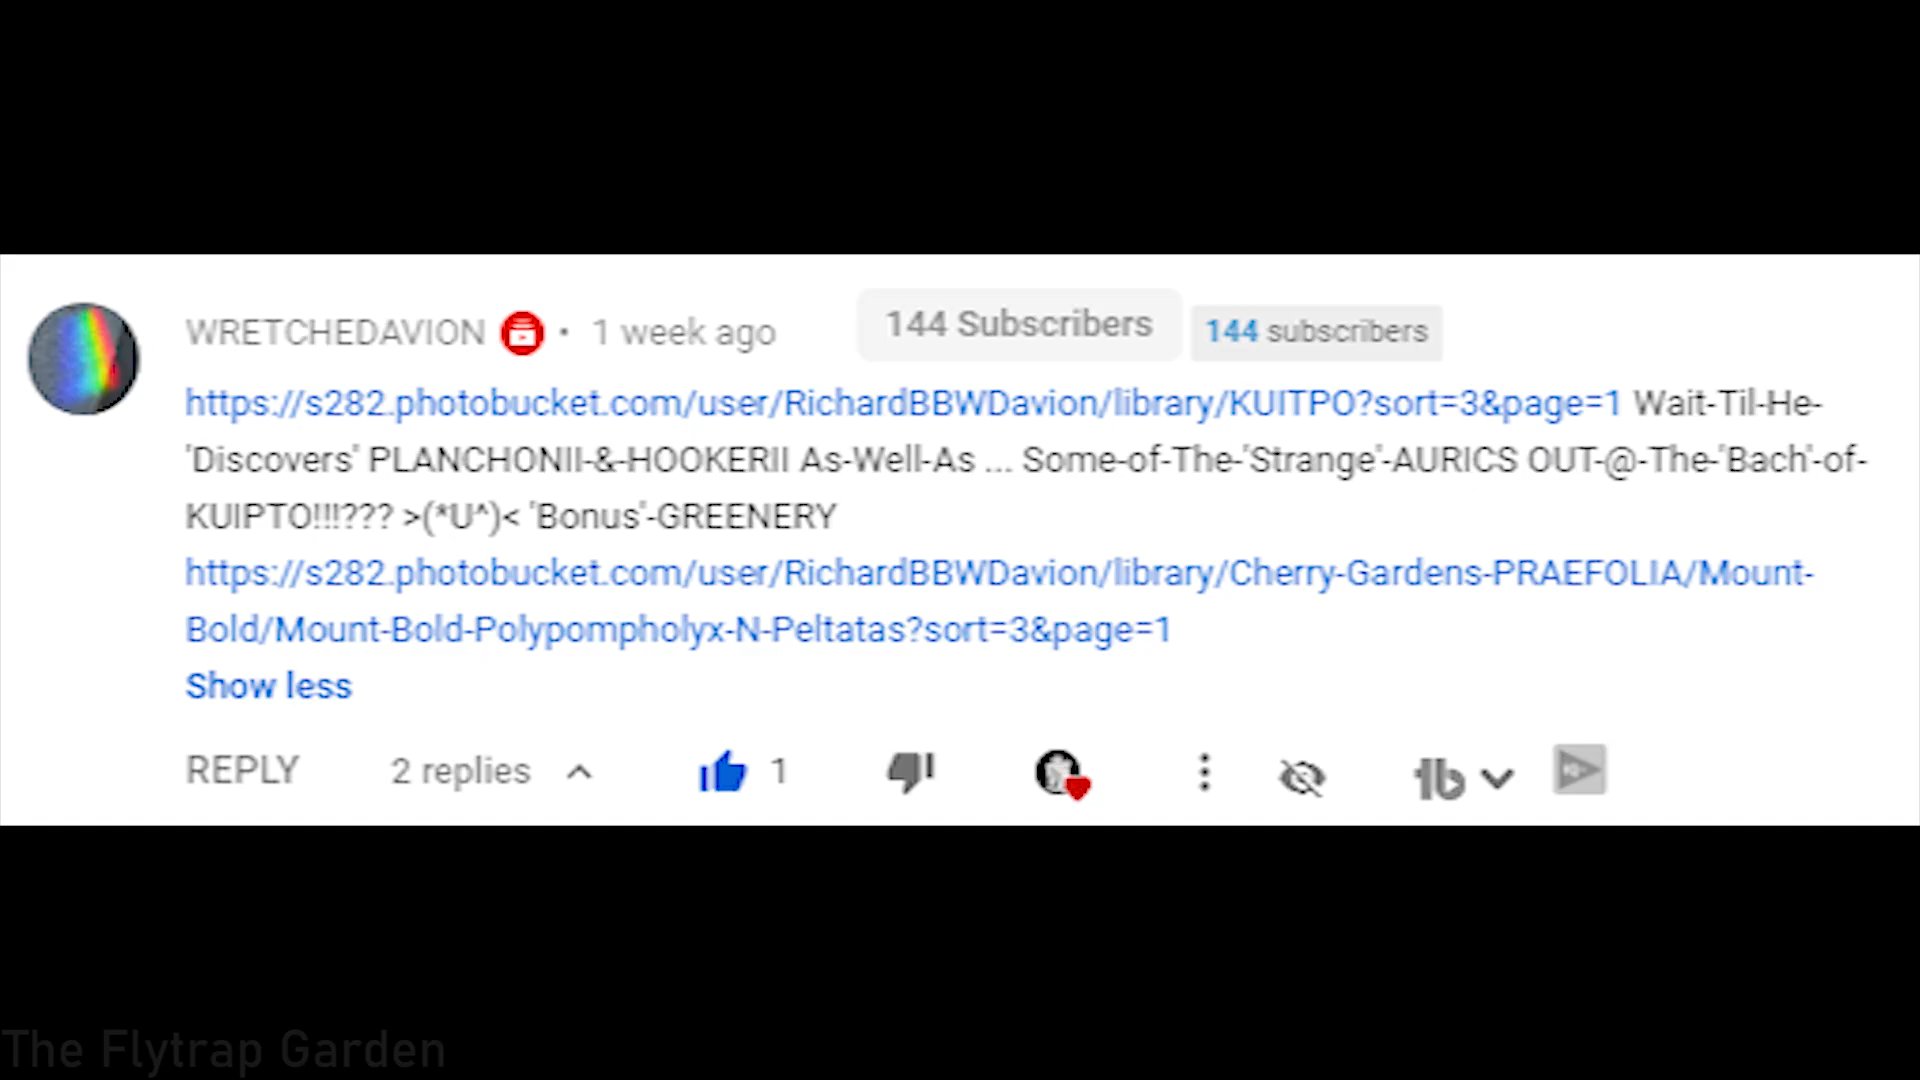 WRETCHEDAVION • 1 week ago 144 Subscribers 144 subscribers
https://s282.photobucket.com/user/RichardBBWDavion/library/KUITPO?sort=3&page=1 Wait-Til-He-
'Discovers' PLANCHONII-&-HOOKERII As-Well-As ... Some-of-The-'Strange'-AURICS OUT-@-The-'Bach'-of-
KUIPTO!!!??? >(*U^)< 'Bonus'-GREENERY
https://s282.photobucket.com/user/RichardBBWDavion/library/Cherry-Gardens-PRAEFOLIA/Mount-
Bold/Mount-Bold-Polypompholyx-N-Peltatas?sort=3&page=1
Show less
REPLY 2 replies 1
The Flytrap Garden